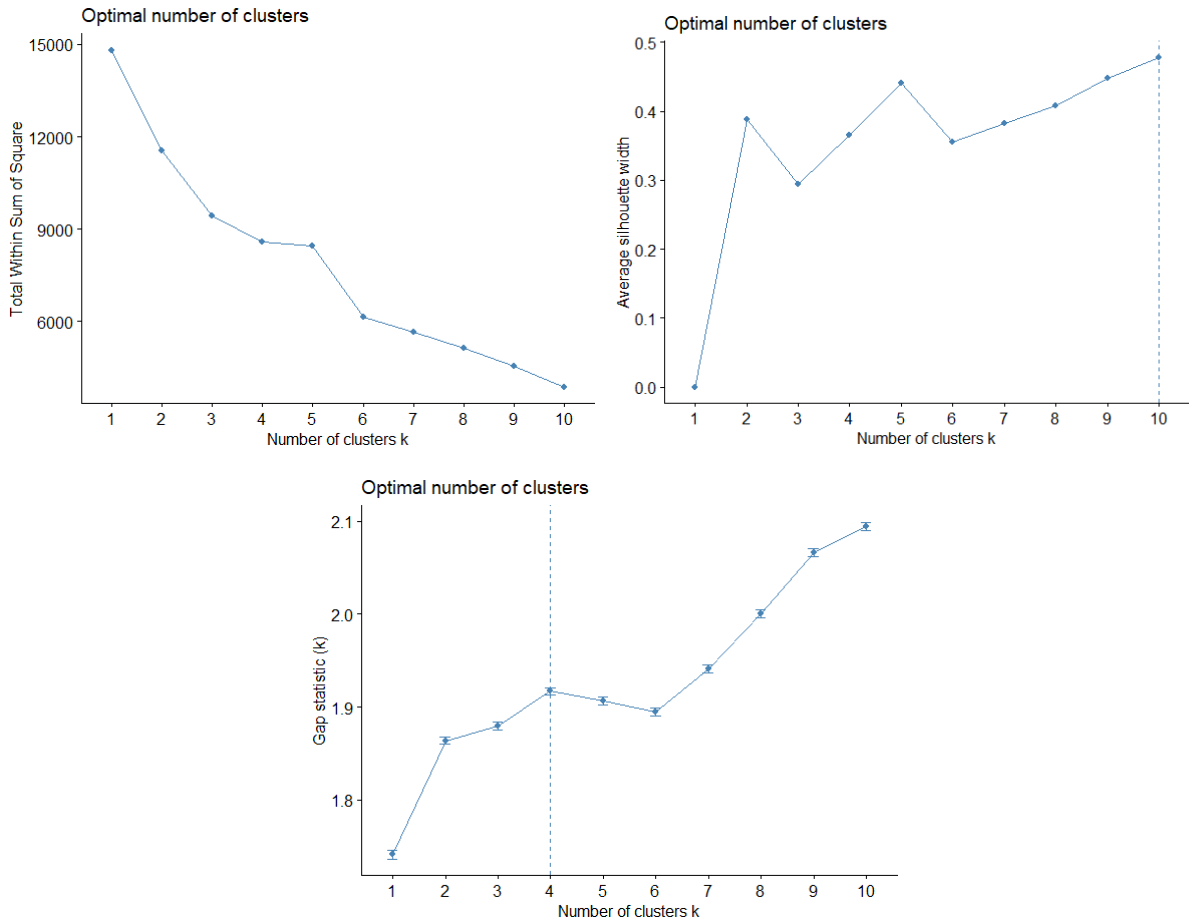 Optimal number of clusters
15000
12000
9000
6000
Total Within Sum of Square
1 2 3 4 5 6 7 8 9 10
Number of clusters k
Optimal number of clusters
0.5
0.4
0.3
0.2
0.1
0.0
Average silhouette width
1 2 3 4 5 6 7 8 9 10
Number of clusters k
Optimal number of clusters
2.1
2.0
1.9
1.8
Gap statistic (k)
1 2 3 4 5 6 7 8 9 10
Number of clusters k